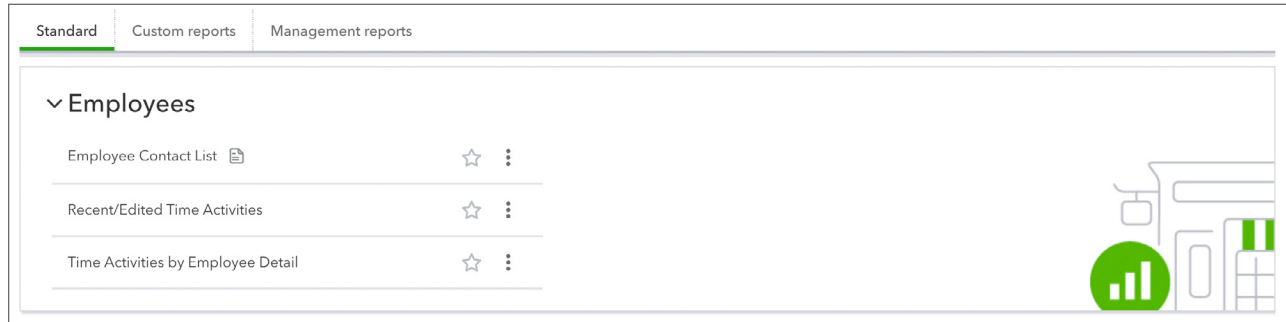 Standard Custom reports Management reports
Employees
Employee Contact List
Recent/Edited Time Activities
Time Activities by Employee Detail